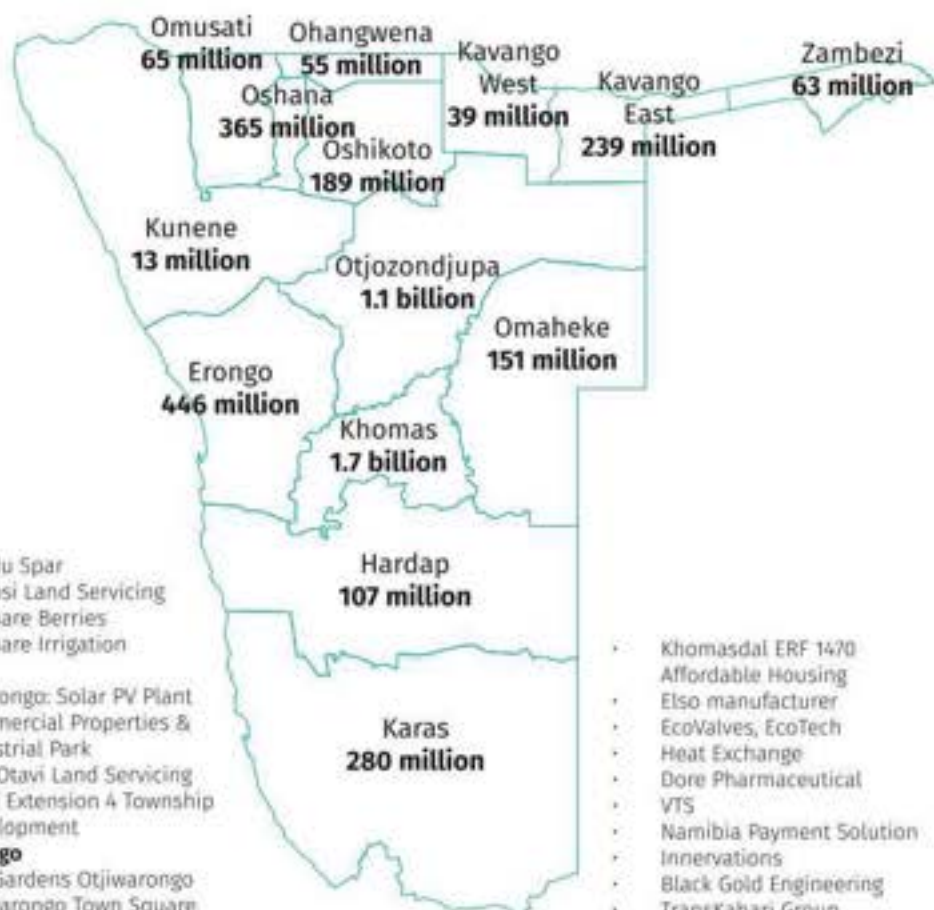 Omusati
65 million
Ohangwena
55 million
Oshana
365 million
Oshikoto
189 million
Kavango
West
39 million
Kavango
East
239 million
Zambezi
63 million
Kunene
13 million
Otjozondjupa
1.1 billion
Omaheke
151 million
Erongo
446 million
Khomas
1.7 billion
Hardap
107 million
Karas
280 million
Spar
Land Servicing
Berries
Irrigation
Solar PV Plant
Properties &
Park
Otavi Land Servicing
Extension 4 Township
Gardens Otjiwarongo
Town Square
· Khomasdal ERF 1470
Affordable Housing
· Elso manufacturer
· EcoValves, EcoTech
· Heat Exchange
· Dore Pharmaceutical
· VTS
· Namibia Payment Solution
· Innervations
· Black Gold Engineering